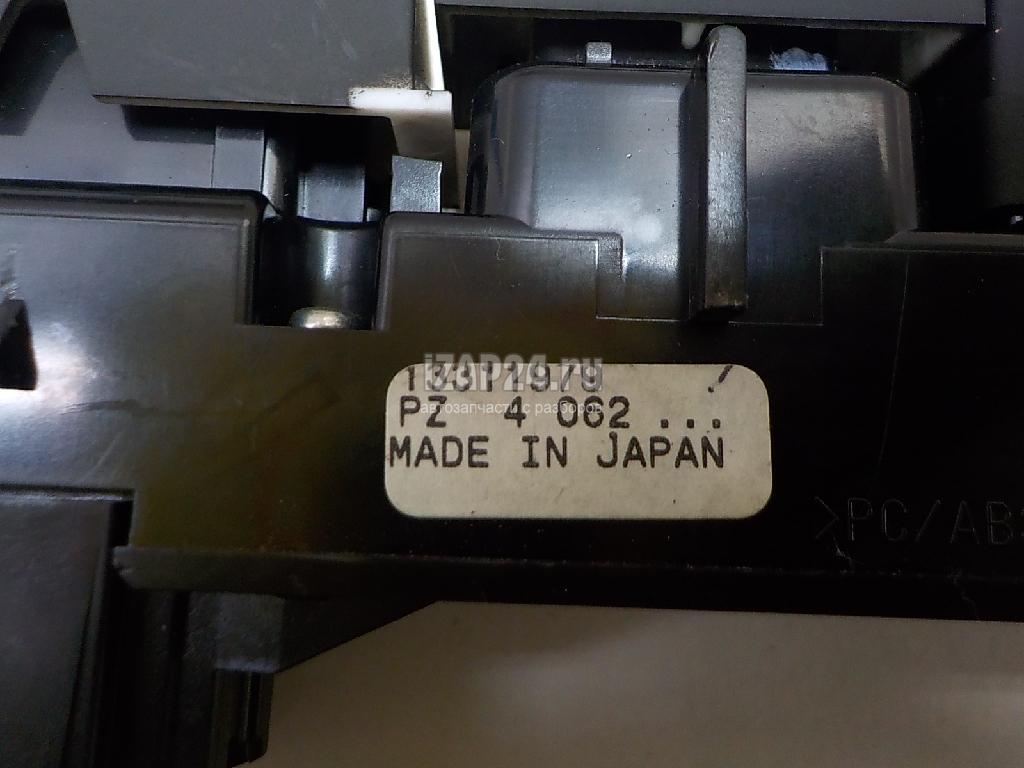 iZAP24.ru
автозапчасти с разборов
PZ 4 062 ...
MADE IN JAPAN
>PC/AB